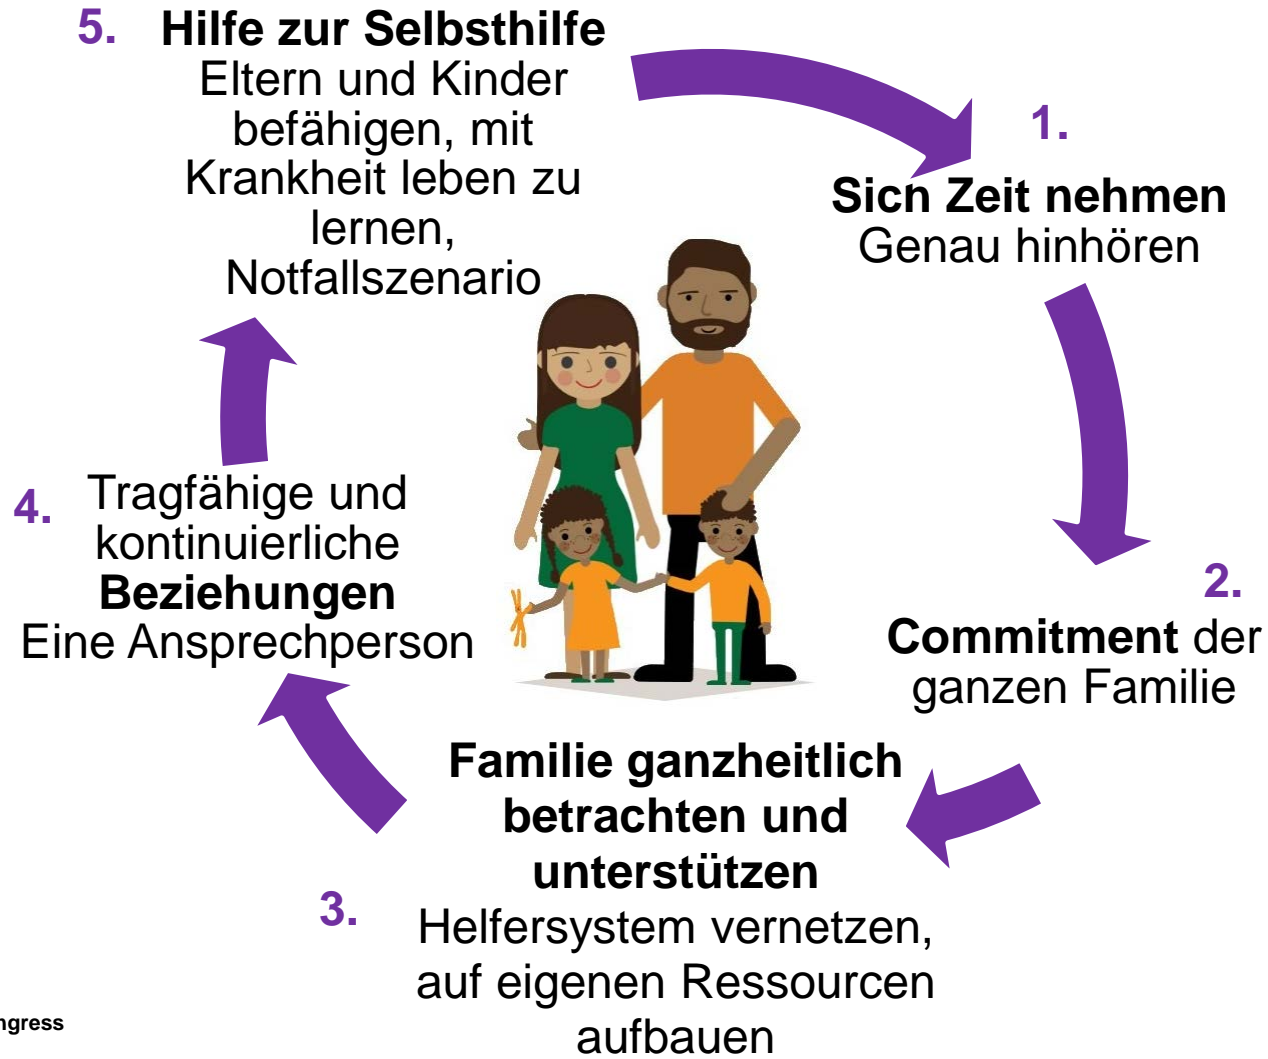 1.
Sich Zeit nehmen
Genau hinhören
2.
Commitment der
ganzen Familie
3.
Familie ganzheitlich
betrachten und
unterstützen
Helfersystem vernetzen,
auf eigenen Ressourcen
aufbauen
4.
Tragfähige und
kontinuierliche
Beziehungen
Eine Ansprechperson
5.
Hilfe zur Selbsthilfe
Eltern und Kinder
befähigen, mit
Krankheit leben zu
lernen,
Notfallszenario